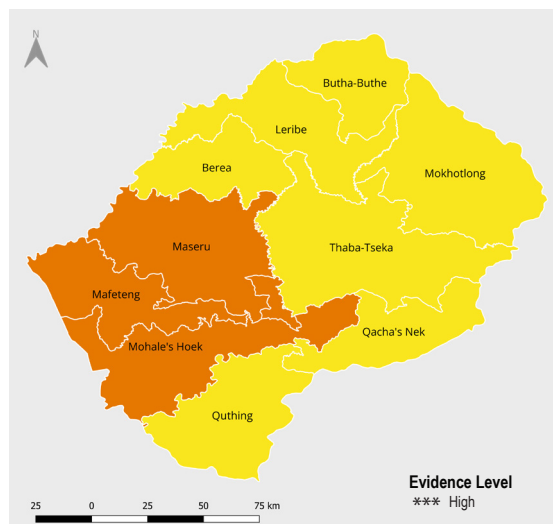 N
Butha-Buthe
Leribe
Berea
Mokhotlong
Maseru
Thaba-Tseka
Mafeteng
Qacha's Nek
Mohale's Hoek
Quthing
Evidence Level
*** High
25 0 25 50 75 km